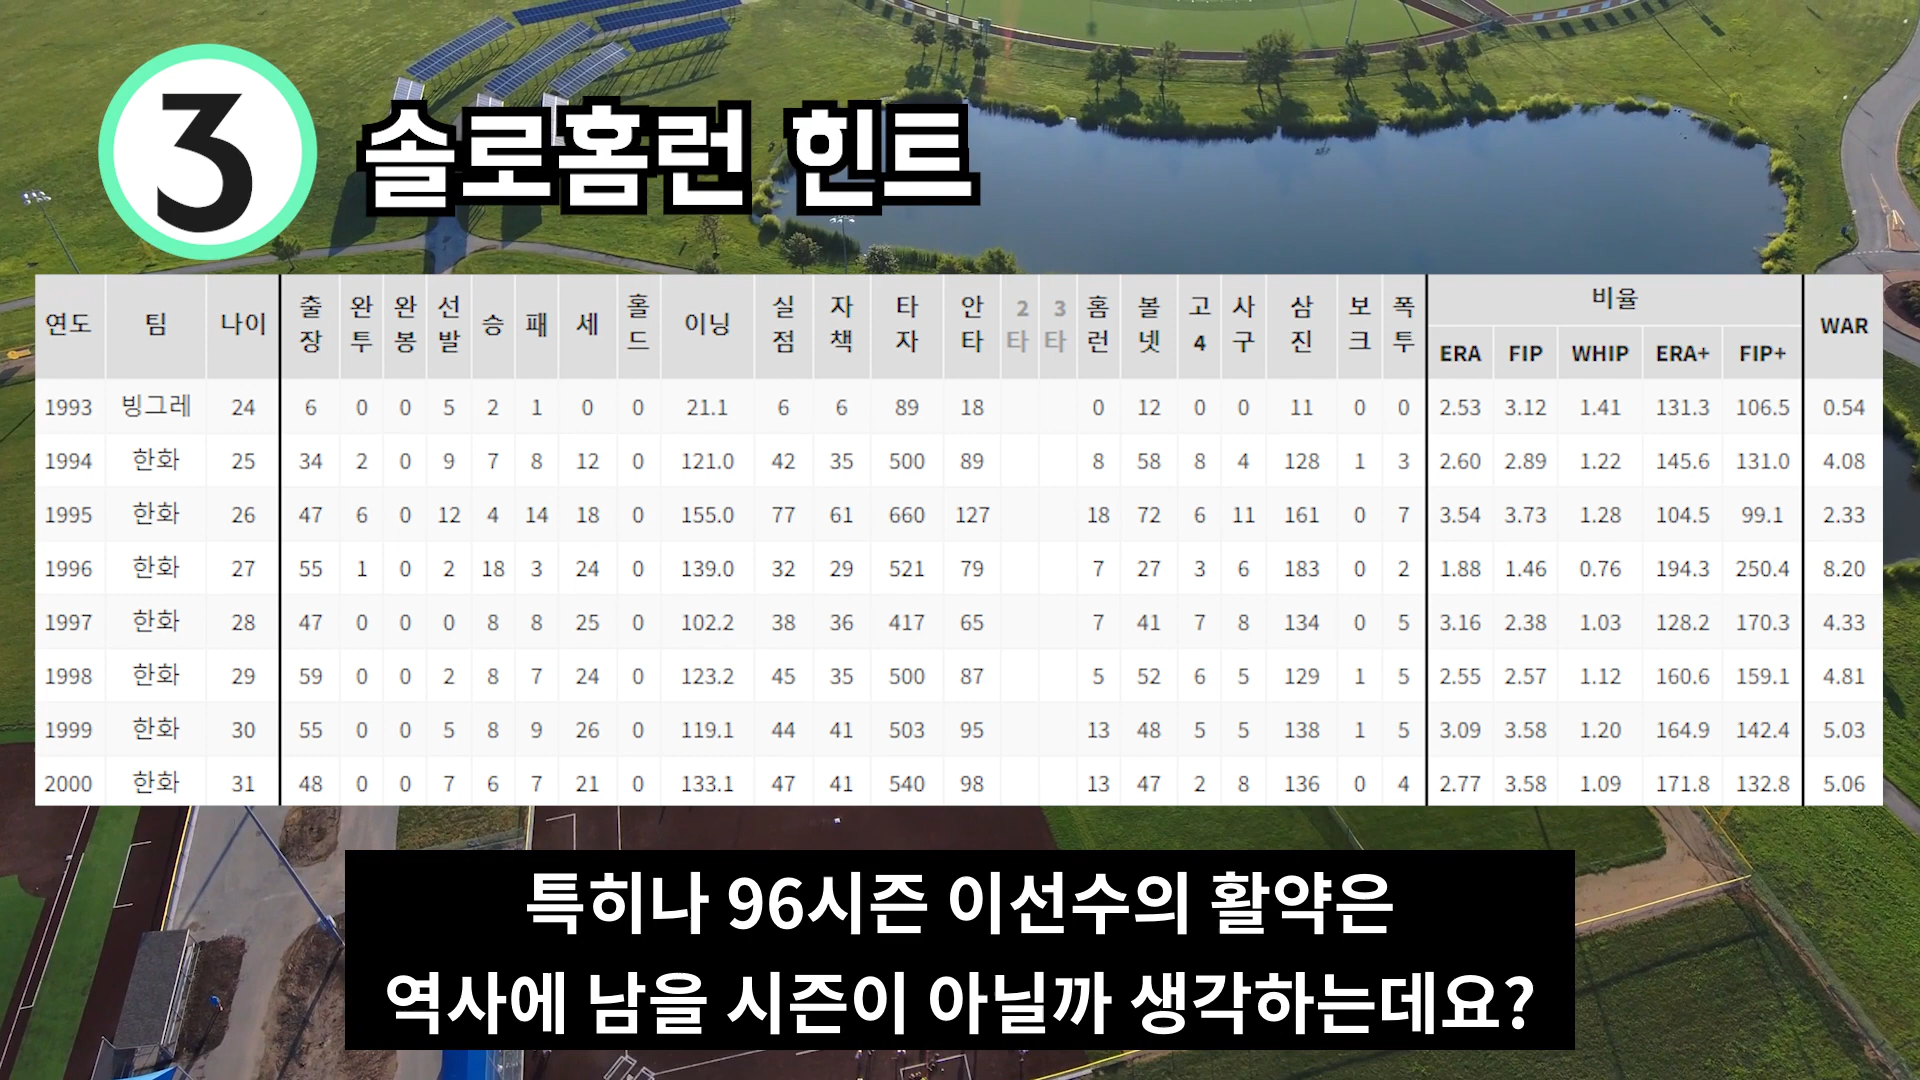 3 솔로홈런 힌트
연도 팀 나이 출장 완투 완봉 선발 승 패 세 홀드 이닝 실점 자책 타자 안타 2타 3타 홈런 볼넷 고4 사구 삼진 보크 폭투 비율 WAR
ERA FIP WHIP ERA+ FIP+
1993 빙그레 24 6 0 0 5 2 1 0 0 21.1 6 6 89 18 0 12 0 0 11 0 0 2.53 3.12 1.41 131.3 106.5 0.54
1994 한화 25 34 2 0 9 7 8 12 0 121.0 42 35 500 89 8 58 8 4 128 1 3 2.60 2.89 1.22 145.6 131.0 4.08
1995 한화 26 47 6 0 12 4 14 18 0 155.0 77 61 660 127 18 72 6 11 161 0 7 3.54 3.73 1.28 104.5 99.1 2.33
1996 한화 27 55 1 0 2 18 3 24 0 139.0 32 29 521 79 7 27 3 6 183 0 2 1.88 1.46 0.76 194.3 250.4 8.20
1997 한화 28 47 0 0 0 8 8 25 0 102.2 38 36 417 65 7 41 7 8 134 0 5 3.16 2.38 1.03 128.2 170.3 4.33
1998 한화 29 59 0 0 2 8 7 24 0 123.2 45 35 500 87 5 52 6 5 129 1 5 2.55 2.57 1.12 160.6 159.1 4.81
1999 한화 30 55 0 0 5 8 9 26 0 119.1 44 41 503 95 13 48 5 5 138 1 5 3.09 3.58 1.20 164.9 142.4 5.03
2000 한화 31 48 0 0 7 6 7 21 0 133.1 47 41 540 98 13 47 2 8 136 0 4 2.77 3.58 1.09 171.8 132.8 5.06
특히나 96시즌 이선수의 활약은
역사에 남을 시즌이 아닐까 생각하는데요?